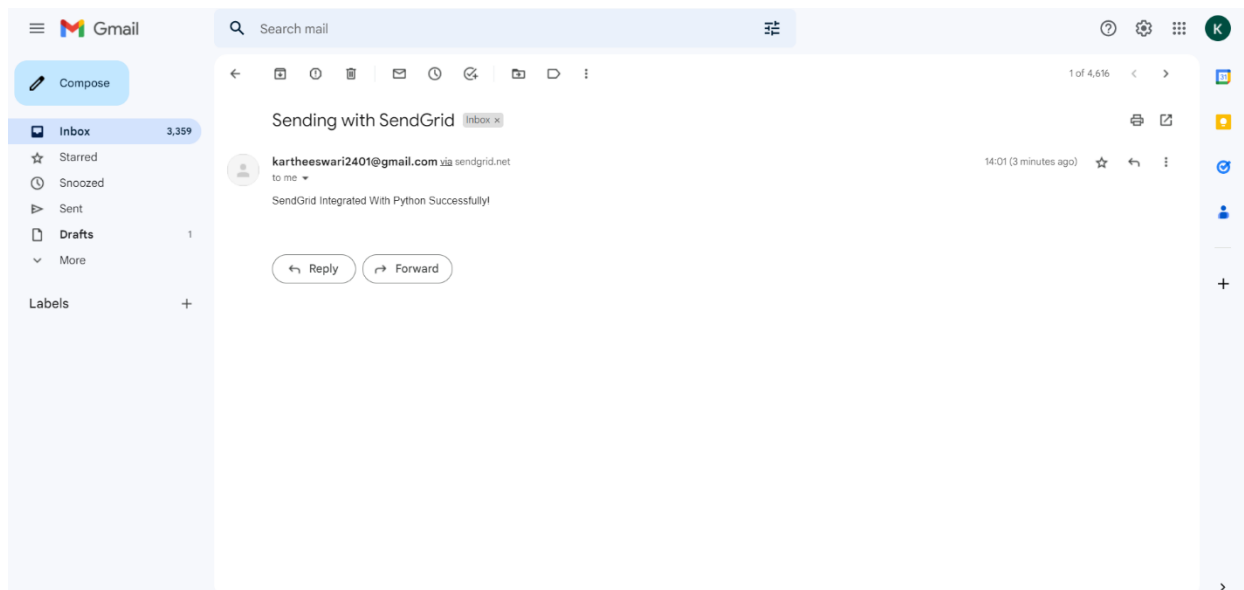 Gmail
Search mail
K
Compose
1 of 4,616
31
Sending with SendGrid Inbox ×
Inbox 3,359
kartheeswari2401@gmail.com via sendgrid.net 14:01 (3 minutes ago)
to me
Starred
Snoozed
SendGrid Integrated With Python Successfully!
Sent
Drafts 1
More
Reply Forward
Labels